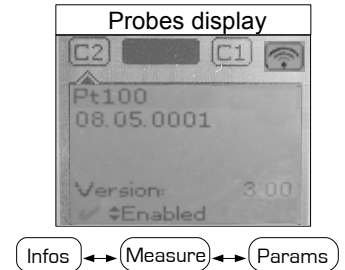 Probes display
C2 C1
Pt100
08.05.0001
Version: 3.00
Enabled
Infos Measure Params